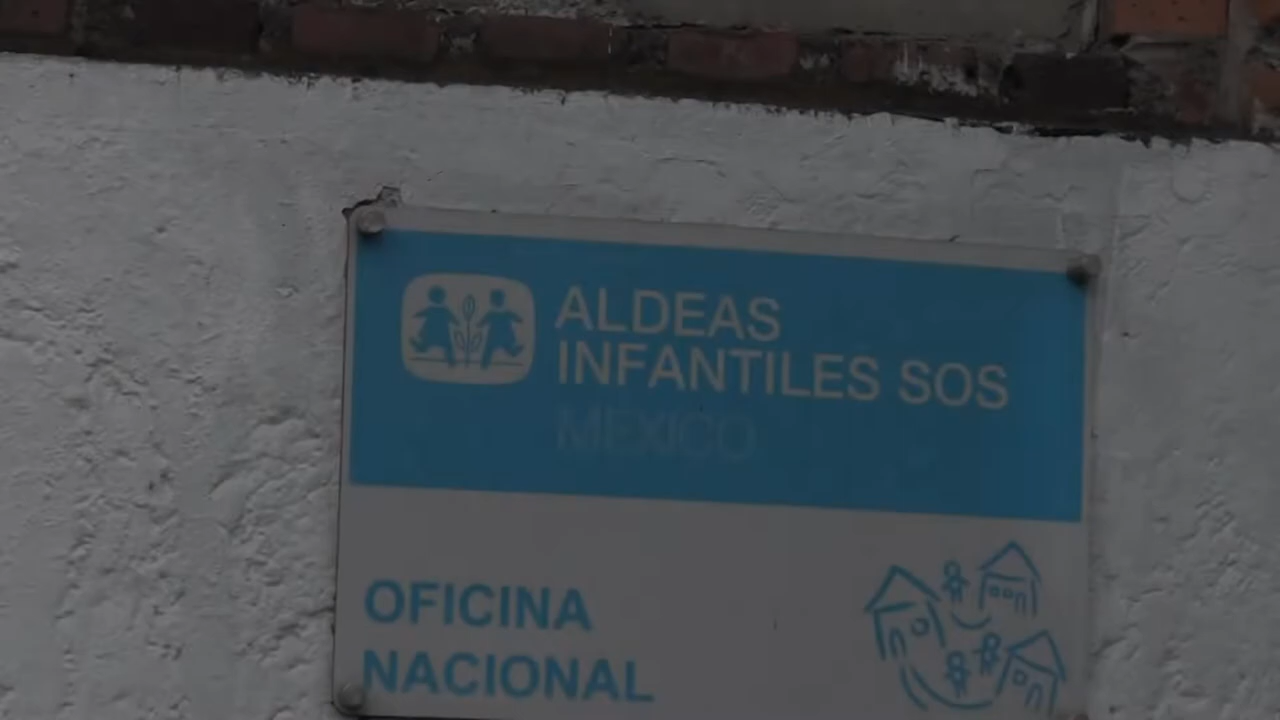 ALDEAS
INFANTILES SOS
MÉXICO
OFICINA
NACIONAL